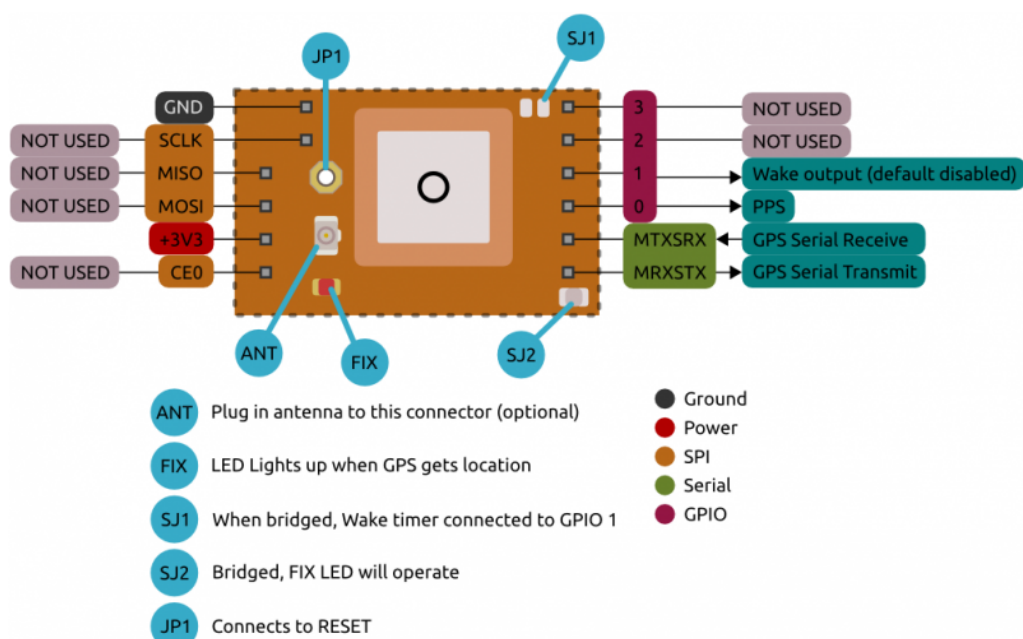 SJ1
JP1
GND
3
NOT USED
NOT USED
SCLK
2
NOT USED
NOT USED
MISO
1
Wake output (default disabled)
NOT USED
MOSI
0
PPS
+3V3
MTXSRX
GPS Serial Receive
NOT USED
CE0
MRXSTX
GPS Serial Transmit
ANT
FIX
SJ2
ANT
Plug in antenna to this connector (optional)
FIX
LED Lights up when GPS gets location
SJ1
When bridged, Wake timer connected to GPIO 1
SJ2
Bridged, FIX LED will operate
JP1
Connects to RESET
Ground
Power
SPI
Serial
GPIO